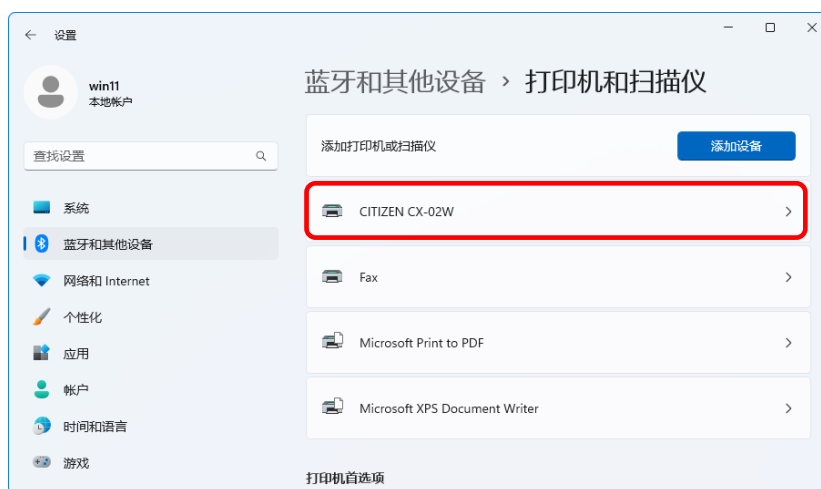 设置
win11
本地帐户
查找设置
系统
蓝牙和其他设备
网络和 Internet
个性化
应用
帐户
时间和语言
游戏
蓝牙和其他设备 › 打印机和扫描仪
添加打印机或扫描仪
添加设备
CITIZEN CX-02W
Fax
Microsoft Print to PDF
Microsoft XPS Document Writer
打印机首选项